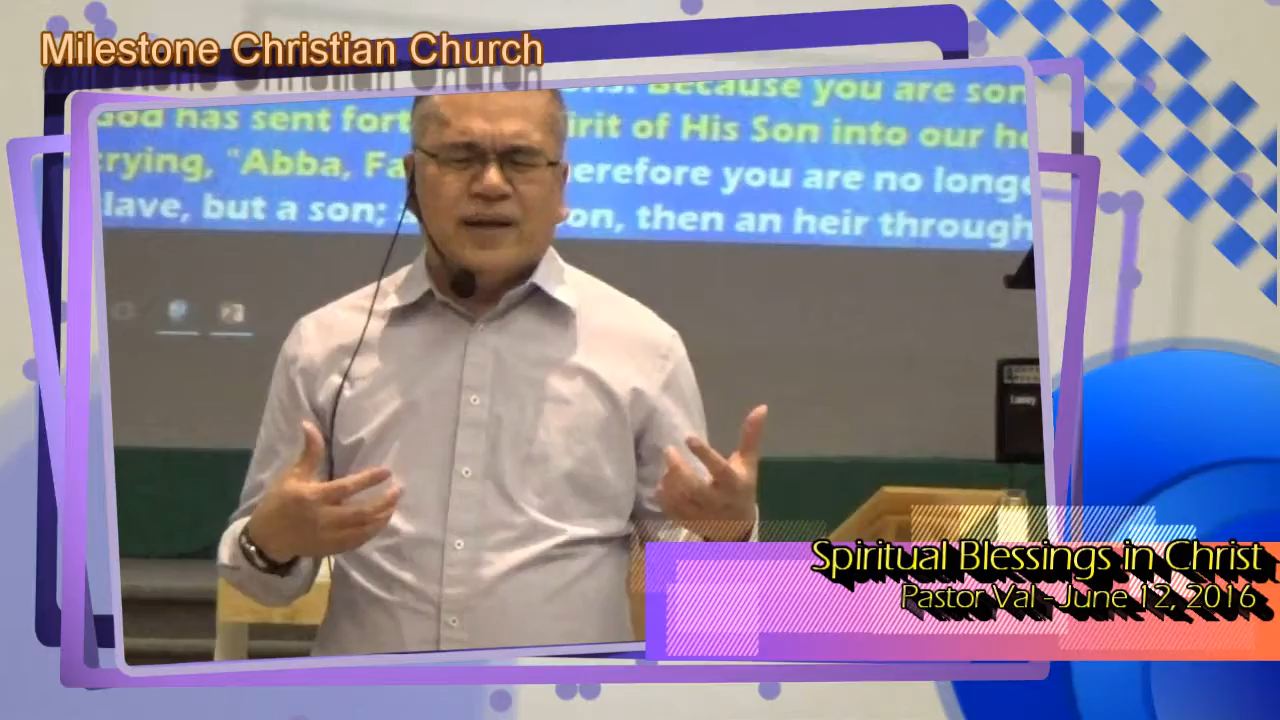 Milestone Christian Church
Because you are son
God has sent fort irit of His Son into our he
crying, "Abba, Fa erefore you are no longe
lave, but a son; on, then an heir through
Spiritual Blessings in Christ
Pastor Val - June 12, 2016